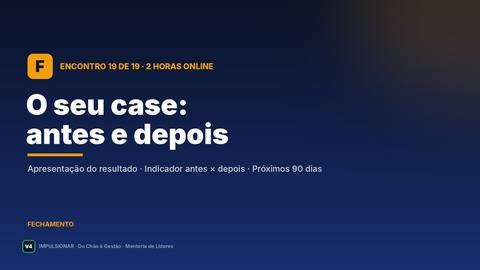 F
ENCONTRO 19 DE 19 · 2 HORAS ONLINE
O seu case:
antes e depois
Apresentação do resultado · Indicador antes × depois · Próximos 90 dias
FECHAMENTO
V4 IMPULSIONAR · Do Chão à Gestão · Mentoria de Líderes